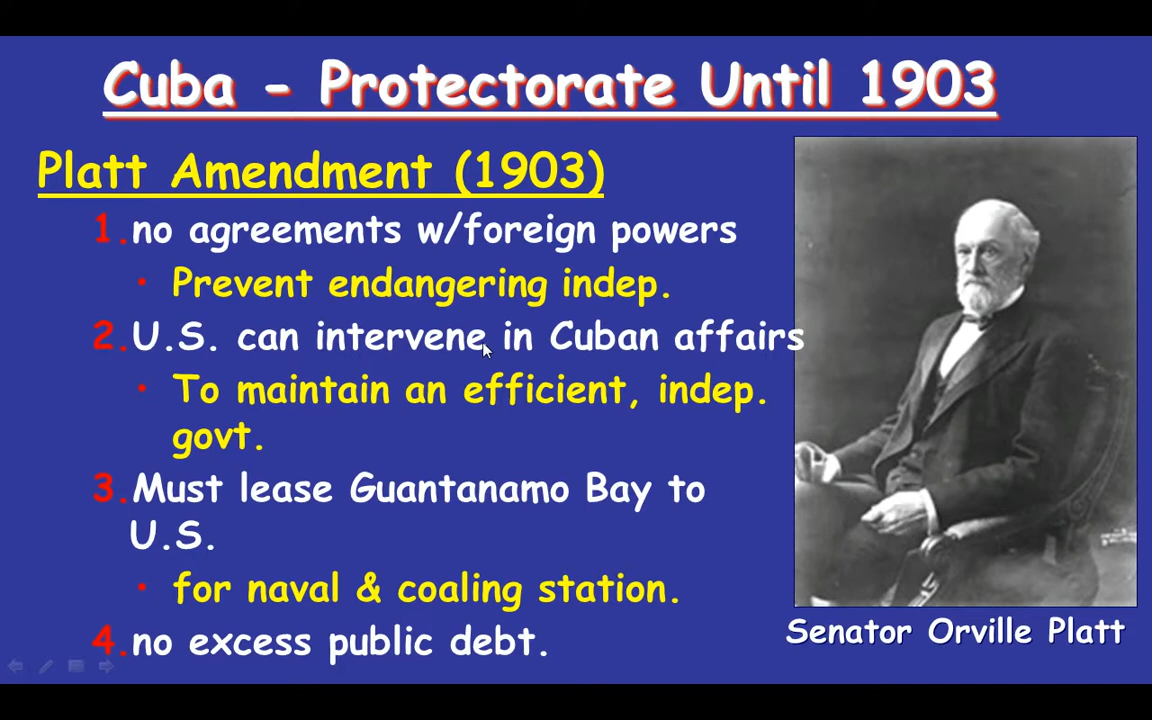 Cuba - Protectorate Until 1903
Platt Amendment (1903)
1. no agreements w/foreign powers
• Prevent endangering indep.
2. U.S. can intervene in Cuban affairs
• To maintain an efficient, indep.
govt.
3. Must lease Guantanamo Bay to
U.S.
• for naval & coaling station.
4. no excess public debt.
Senator Orville Platt